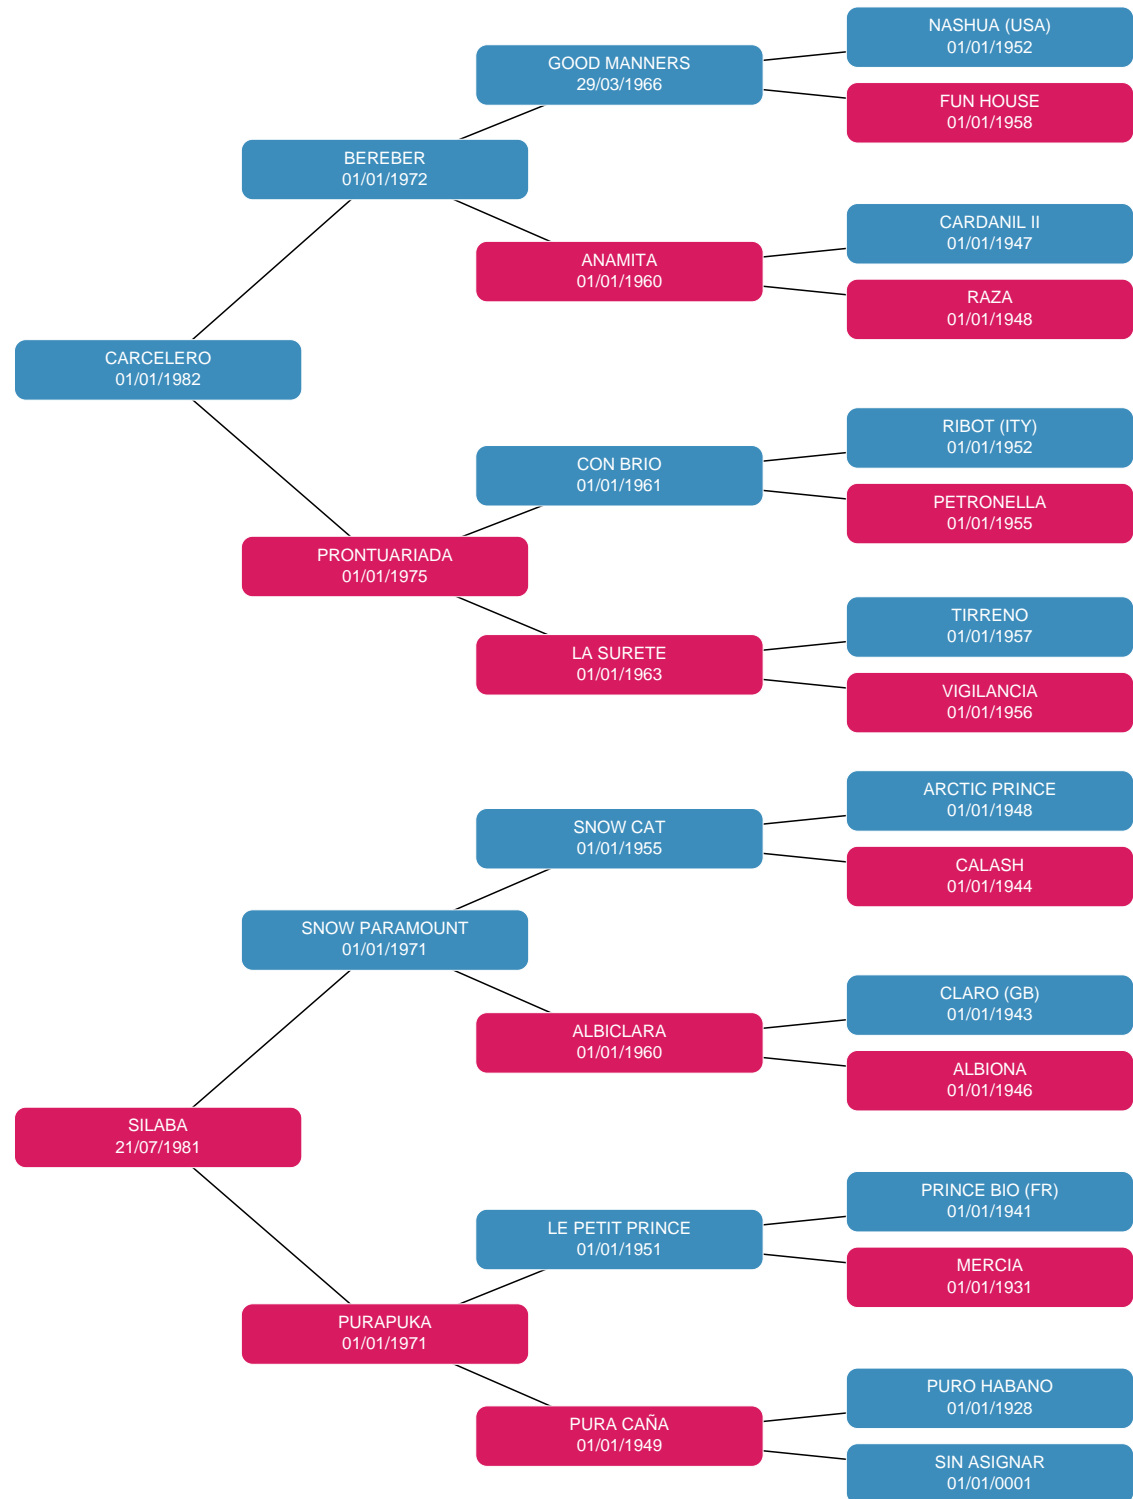 NASHUA (USA)
01/01/1952
GOOD MANNERS
29/03/1966
FUN HOUSE
01/01/1958
BEREBER
01/01/1972
CARDANIL II
01/01/1947
ANAMITA
01/01/1960
RAZA
01/01/1948
CARCELERO
01/01/1982
RIBOT (ITY)
01/01/1952
CON BRIO
01/01/1961
PETRONELLA
01/01/1955
PRONTUARIADA
01/01/1975
TIRRENO
01/01/1957
LA SURETE
01/01/1963
VIGILANCIA
01/01/1956
ARCTIC PRINCE
01/01/1948
SNOW CAT
01/01/1955
CALASH
01/01/1944
SNOW PARAMOUNT
01/01/1971
CLARO (GB)
01/01/1943
ALBICLARA
01/01/1960
ALBIONA
01/01/1946
SILABA
21/07/1981
PRINCE BIO (FR)
01/01/1941
LE PETIT PRINCE
01/01/1951
MERCIA
01/01/1931
PURAPUKA
01/01/1971
PURO HABANO
01/01/1928
PURA CAÑA
01/01/1949
SIN ASIGNAR
01/01/0001